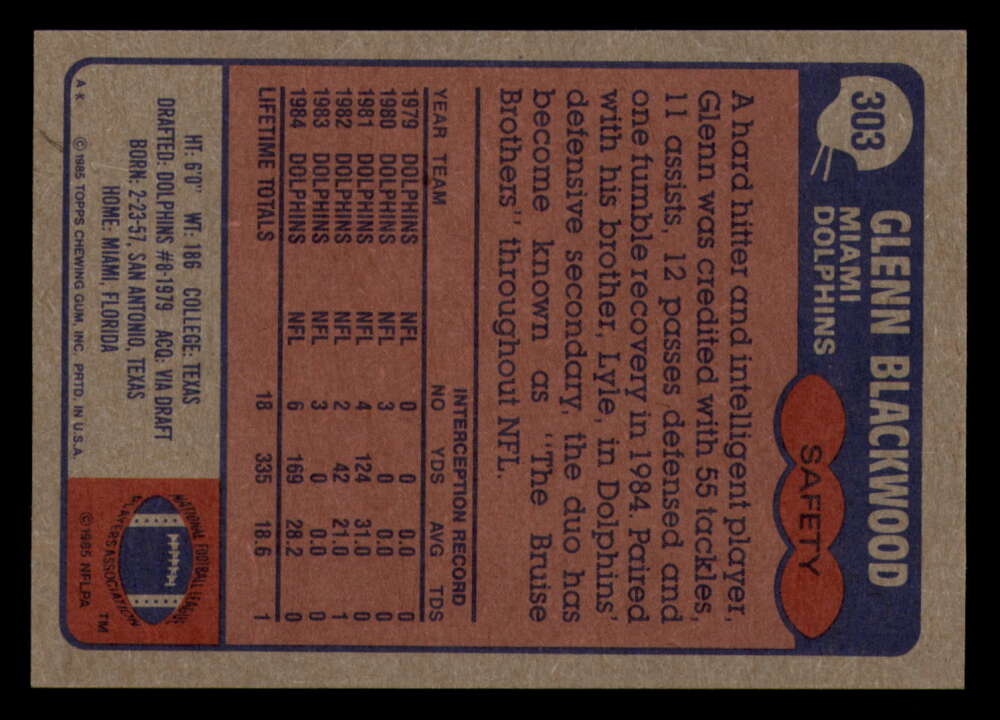 303
GLENN BLACKWOOD
MIAMI
DOLPHINS
SAFETY
A hard hitter and intelligent player,
Glenn was credited with 55 tackles,
11 assists, 12 passes defensed and
one fumble recovery in 1984. Paired
with his brother, Lyle, in Dolphins'
defensive secondary, the duo has
become known as "The Bruise
Brothers" throughout NFL.
INTERCEPTION RECORD
YEAR TEAM NO YDS AVG TDS
1979 DOLPHINS NFL 0 0 0.0 0
1980 DOLPHINS NFL 3 0 0.0 0
1981 DOLPHINS NFL 4 124 31.0 0
1982 DOLPHINS NFL 2 42 21.0 1
1983 DOLPHINS NFL 3 0 0.0 0
1984 DOLPHINS NFL 6 169 28.2 0
LIFETIME TOTALS 18 335 18.6 1
HT: 6'0" WT: 186 COLLEGE: TEXAS
DRAFTED: DOLPHINS #8-1979 ACQ: VIA DRAFT
BORN: 2-23-57, SAN ANTONIO, TEXAS
HOME: MIAMI, FLORIDA
A K © 1985 TOPPS CHEWING GUM, INC. PRTD. IN U.S.A.
NATIONAL FOOTBALL LEAGUE
PLAYERS ASSOCIATION
TM
© 1985 NFLPA